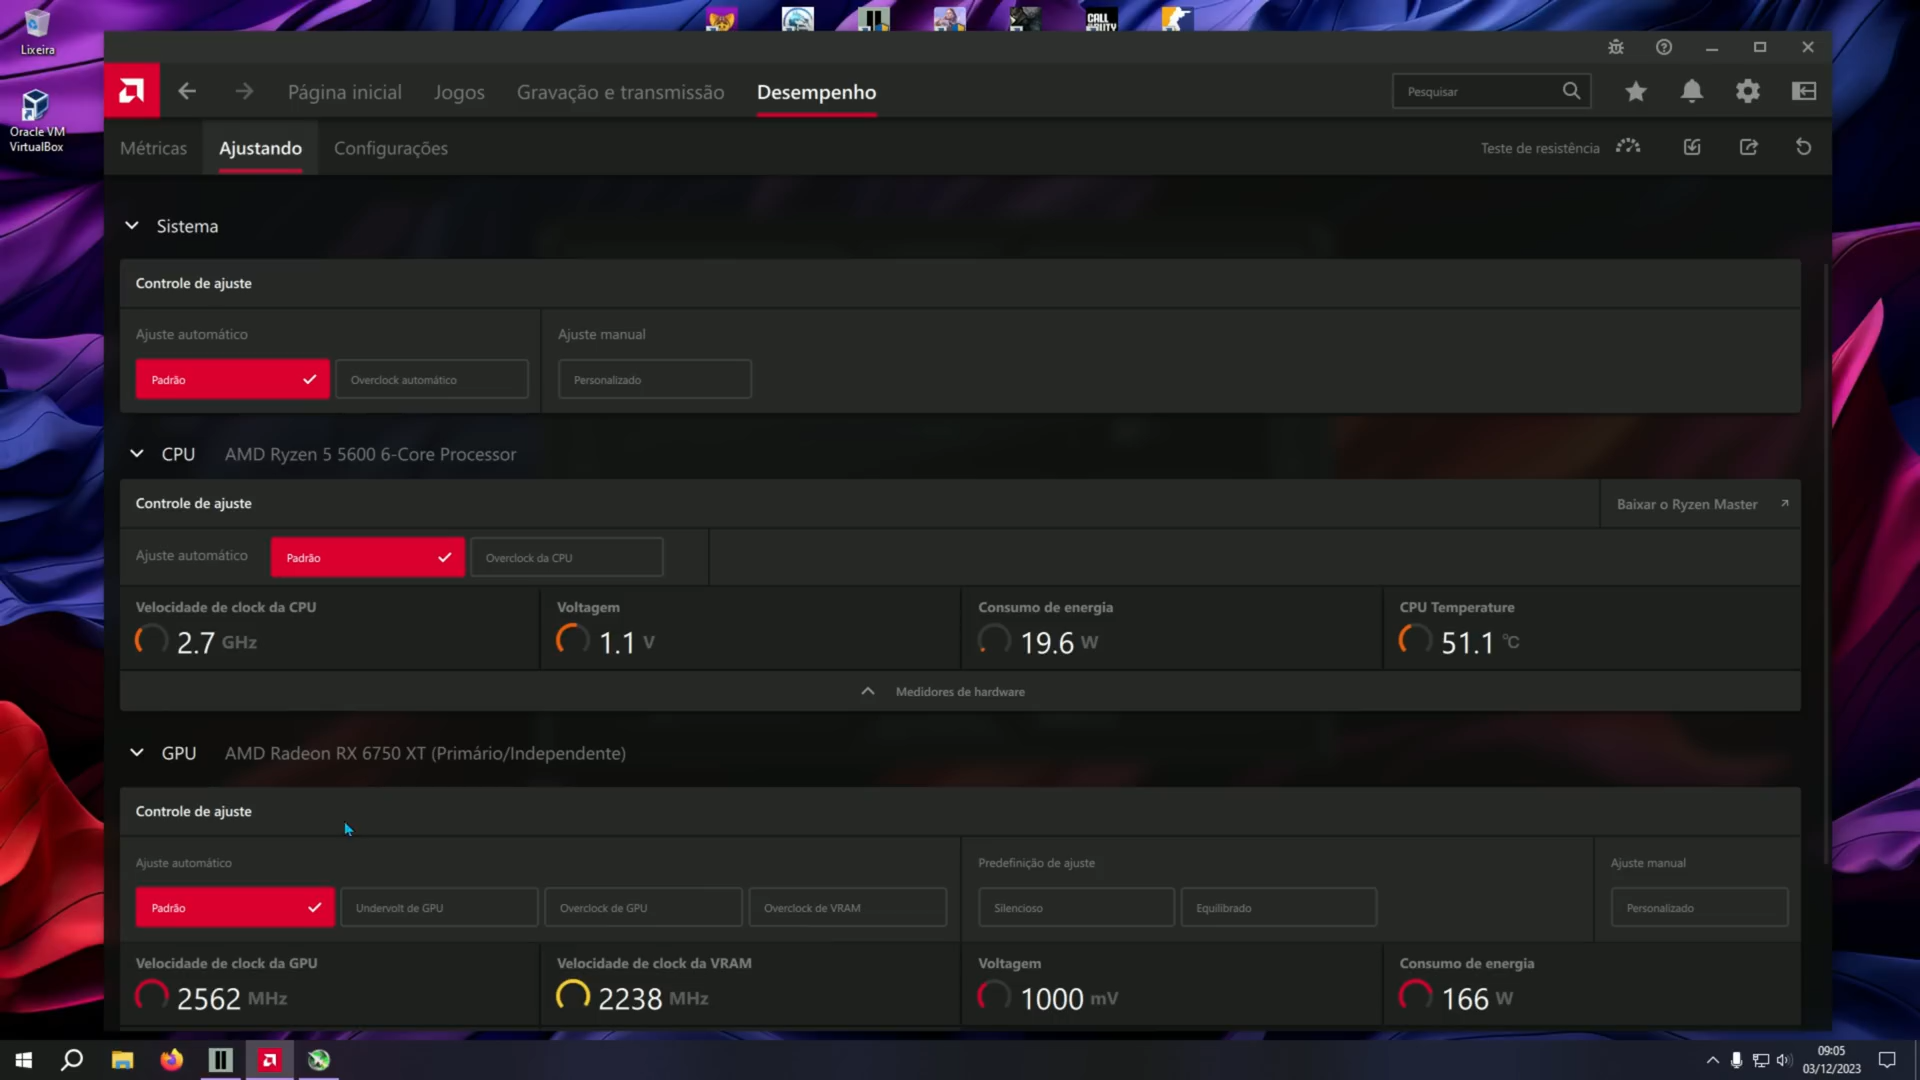 Lixeira
Oracle VM
VirtualBox
CALL
Página inicial
Jogos
Gravação e transmissão
Desempenho
Pesquisar
Métricas
Ajustando
Configurações
Teste de resistência
Sistema
Controle de ajuste
Ajuste automático
Ajuste manual
Padrão
Overclock automático
Personalizado
CPU AMD Ryzen 5 5600 6-Core Processor
Controle de ajuste
Baixar o Ryzen Master
Ajuste automático
Padrão
Overclock da CPU
Velocidade de clock da CPU
2.7 GHz
Voltagem
1.1 V
Consumo de energia
19.6 W
CPU Temperature
51.1 °C
Medidores de hardware
GPU AMD Radeon RX 6750 XT (Primário/Independente)
Controle de ajuste
Ajuste automático
Predefinição de ajuste
Ajuste manual
Padrão
Undervolt de GPU
Overclock de GPU
Overclock de VRAM
Silencioso
Equilibrado
Personalizado
Velocidade de clock da GPU
2562 MHz
Velocidade de clock da VRAM
2238 MHz
Voltagem
1000 mV
Consumo de energia
166 W
09:05
03/12/2023